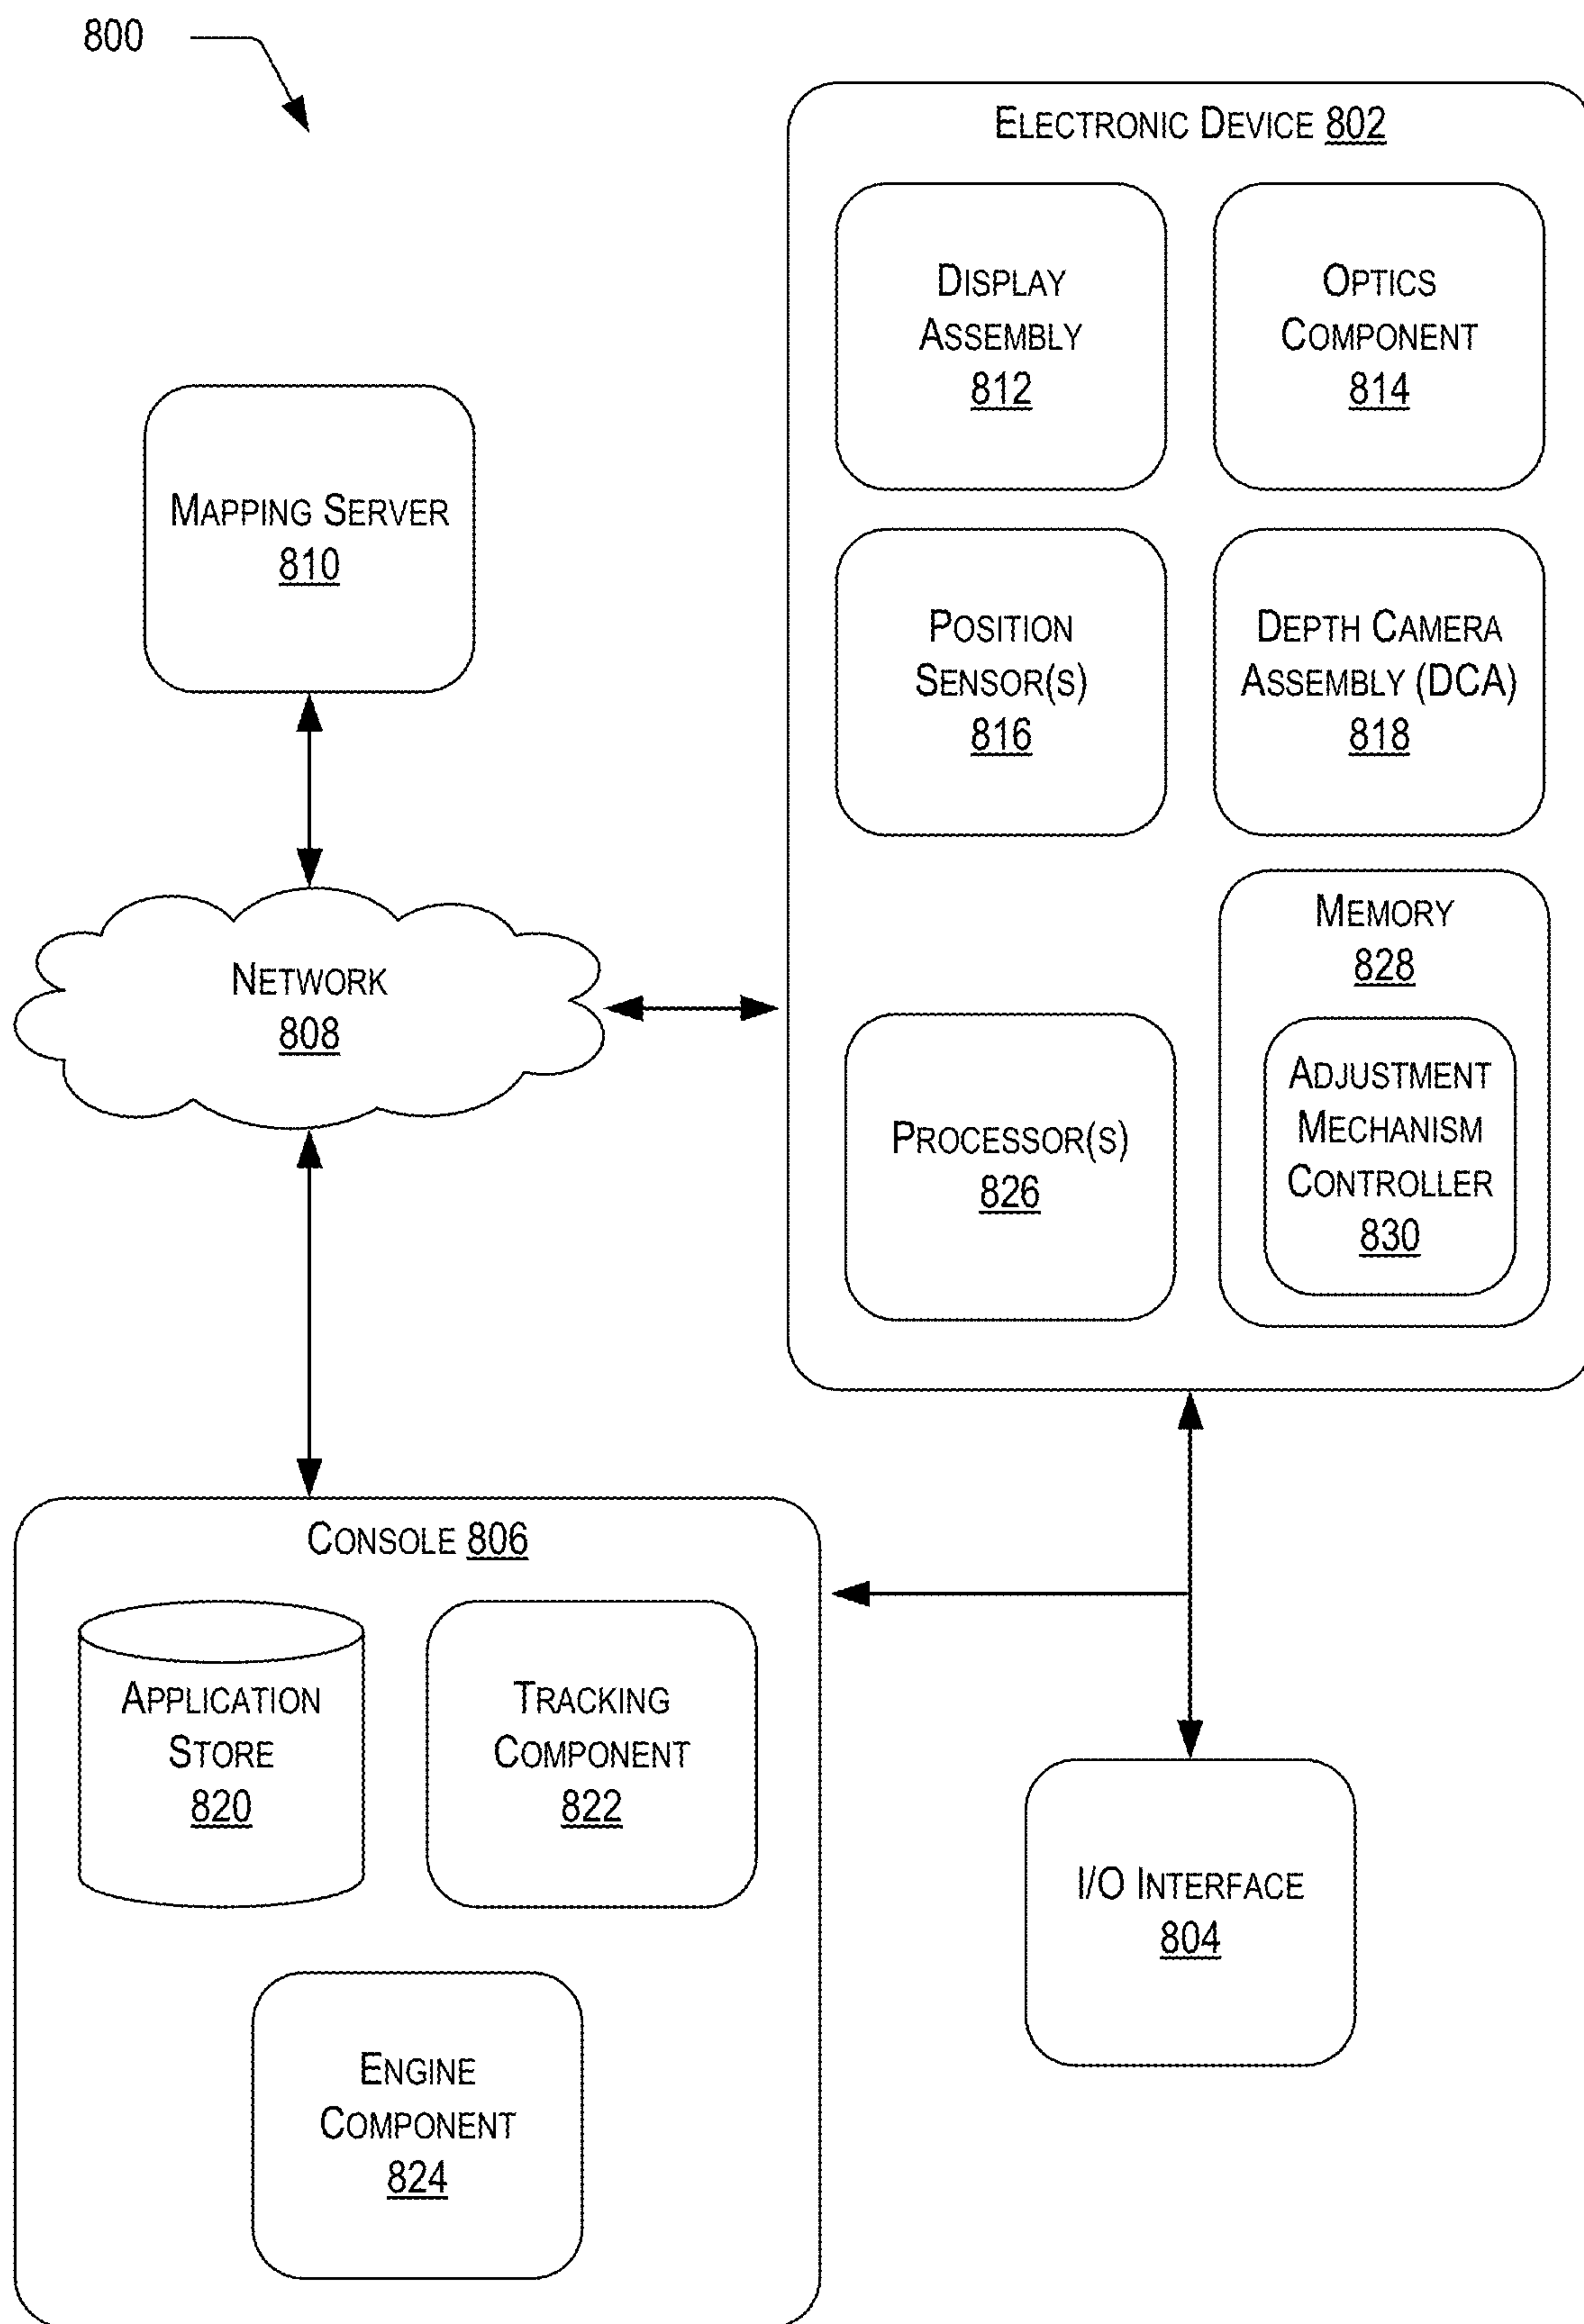 800
ELECTRONIC DEVICE 802
DISPLAY
ASSEMBLY
812
OPTICS
COMPONENT
814
MAPPING SERVER
810
POSITION
SENSOR(S)
816
DEPTH CAMERA
ASSEMBLY (DCA)
818
NETWORK
808
PROCESSOR(S)
826
MEMORY
828
ADJUSTMENT
MECHANISM
CONTROLLER
830
CONSOLE 806
APPLICATION
STORE
820
TRACKING
COMPONENT
822
ENGINE
COMPONENT
824
I/O INTERFACE
804